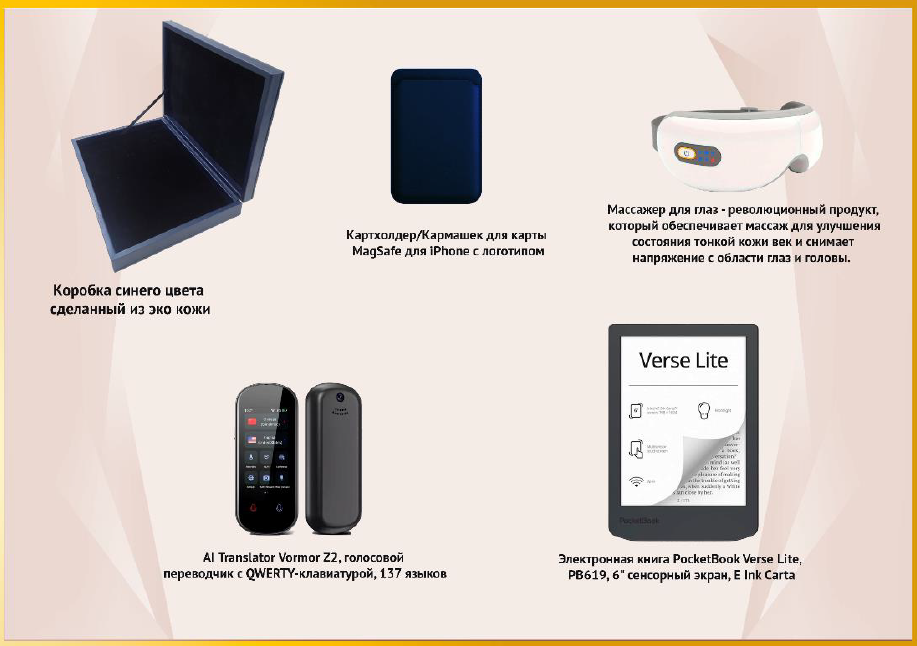 Картхолдер/Кармашек для карты
MagSafe для iPhone с логотипом
Массажер для глаз - революционный продукт,
который обеспечивает массаж для улучшения
состояния тонкой кожи век и снимает
напряжение с области глаз и головы.
Коробка синего цвета
сделанный из эко кожи
Verse Lite
PocketBook
AI Translator Vormor Z2, голосовой
переводчик с QWERTY-клавиатурой, 137 языков
Электронная книга PocketBook Verse Lite,
PB619, 6" сенсорный экран, E Ink Carta